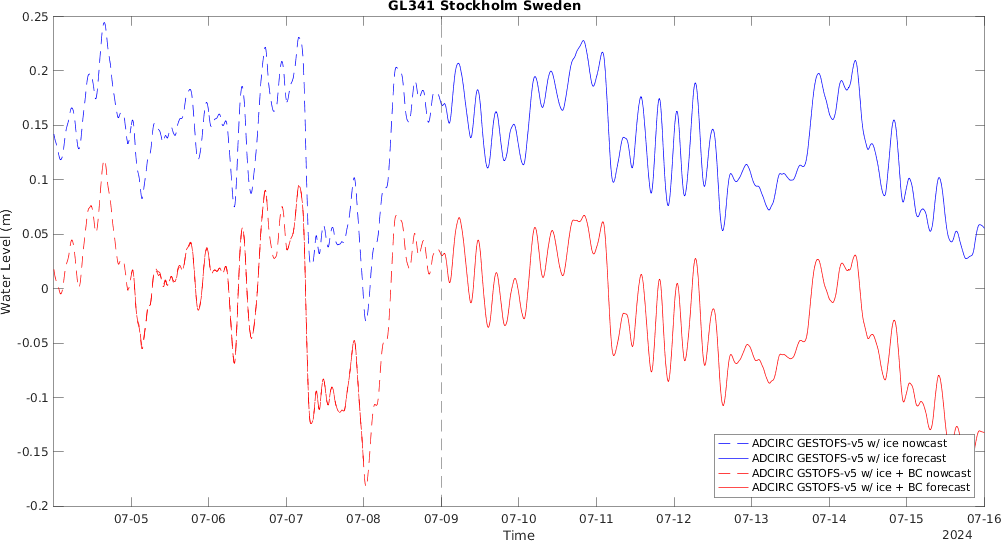 GL341 Stockholm Sweden
0.25
0.2
0.15
0.1
0.05
0
-0.05
-0.1
-0.15
-0.2
Water Level (m)
07-05 07-06 07-07 07-08 07-09 07-10 07-11 07-12 07-13 07-14 07-15 07-16
Time
2024
ADCIRC GESTOFS-v5 w/ ice nowcast
ADCIRC GESTOFS-v5 w/ ice forecast
ADCIRC GSTOFS-v5 w/ ice + BC nowcast
ADCIRC GSTOFS-v5 w/ ice + BC forecast